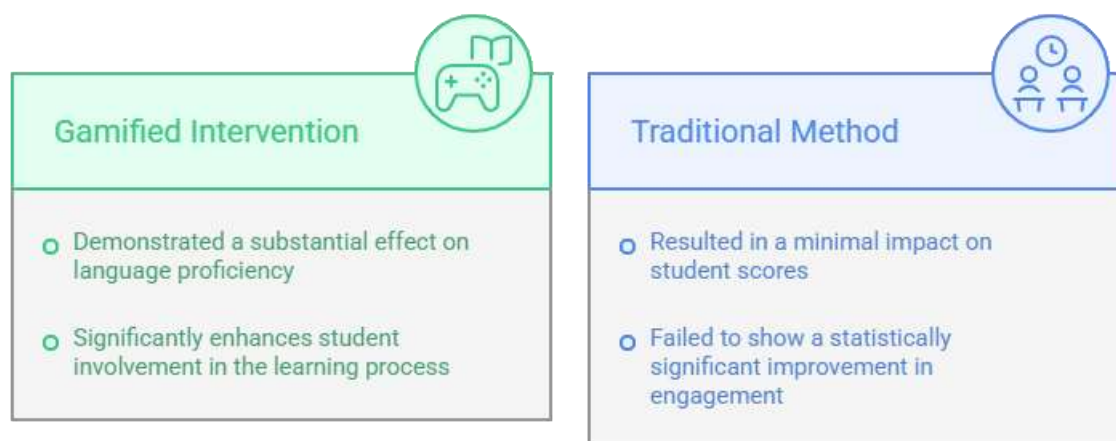 Gamified Intervention
Demonstrated a substantial effect on
language proficiency
Significantly enhances student
involvement in the learning process
Traditional Method
Resulted in a minimal impact on
student scores
Failed to show a statistically
significant improvement in
engagement